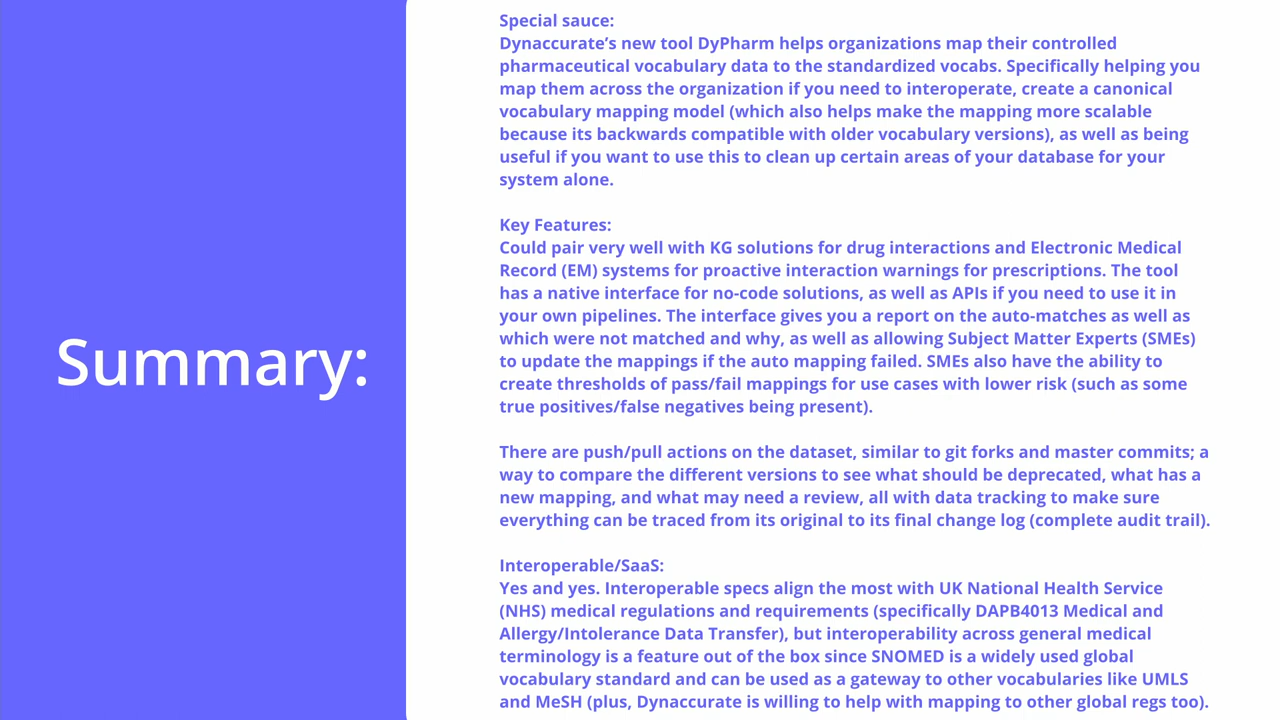 Summary:
Special sauce:
Dynaccurate’s new tool DyPharm helps organizations map their controlled
pharmaceutical vocabulary data to the standardized vocabs. Specifically helping you
map them across the organization if you need to interoperate, create a canonical
vocabulary mapping model (which also helps make the mapping more scalable
because its backwards compatible with older vocabulary versions), as well as being
useful if you want to use this to clean up certain areas of your database for your
system alone.
Key Features:
Could pair very well with KG solutions for drug interactions and Electronic Medical
Record (EM) systems for proactive interaction warnings for prescriptions. The tool
has a native interface for no-code solutions, as well as APIs if you need to use it in
your own pipelines. The interface gives you a report on the auto-matches as well as
which were not matched and why, as well as allowing Subject Matter Experts (SMEs)
to update the mappings if the auto mapping failed. SMEs also have the ability to
create thresholds of pass/fail mappings for use cases with lower risk (such as some
true positives/false negatives being present).
There are push/pull actions on the dataset, similar to git forks and master commits; a
way to compare the different versions to see what should be deprecated, what has a
new mapping, and what may need a review, all with data tracking to make sure
everything can be traced from its original to its final change log (complete audit trail).
Interoperable/SaaS:
Yes and yes. Interoperable specs align the most with UK National Health Service
(NHS) medical regulations and requirements (specifically DAPB4013 Medical and
Allergy/Intolerance Data Transfer), but interoperability across general medical
terminology is a feature out of the box since SNOMED is a widely used global
vocabulary standard and can be used as a gateway to other vocabularies like UMLS
and MeSH (plus, Dynaccurate is willing to help with mapping to other global regs too).